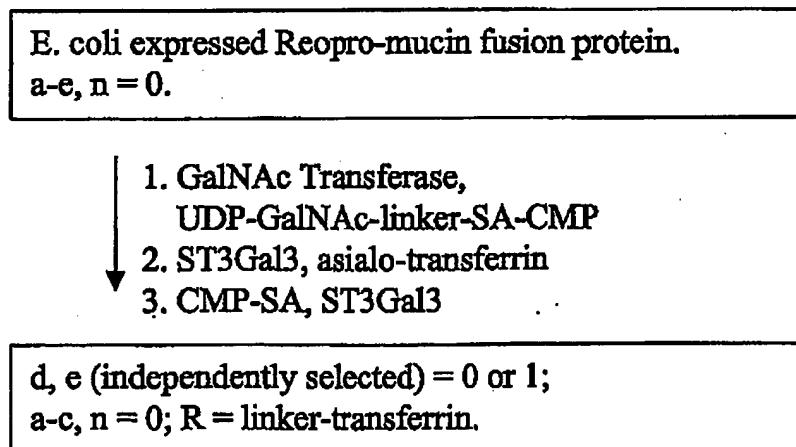 E. coli expressed Reopro-mucin fusion protein.
a-e, n = 0.
1. GalNAc Transferase,
UDP-GalNAc-linker-SA-CMP
2. ST3Gal3, asialo-transferrin
3. CMP-SA, ST3Gal3
d, e (independently selected) = 0 or 1;
a-c, n = 0; R = linker-transferrin.